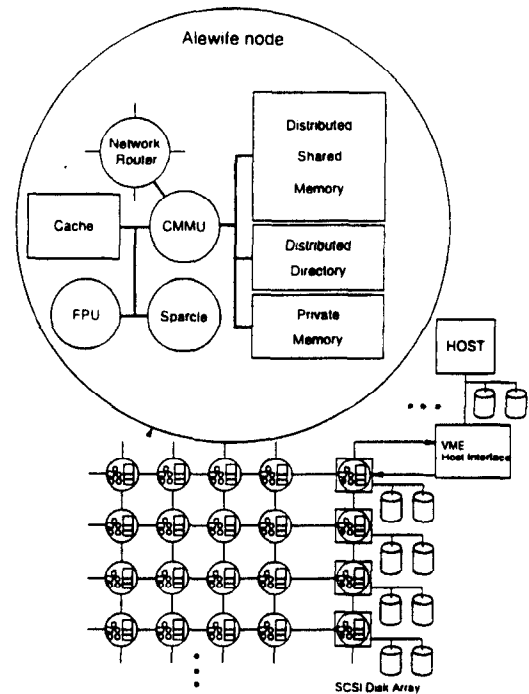 Alewife node
Network
Router
Cache
CMMU
FPU
Sparcle
Distributed
Shared
Memory
Distributed
Directory
Private
Memory
HOST
VME
Host Interface
SCSI Disk Array